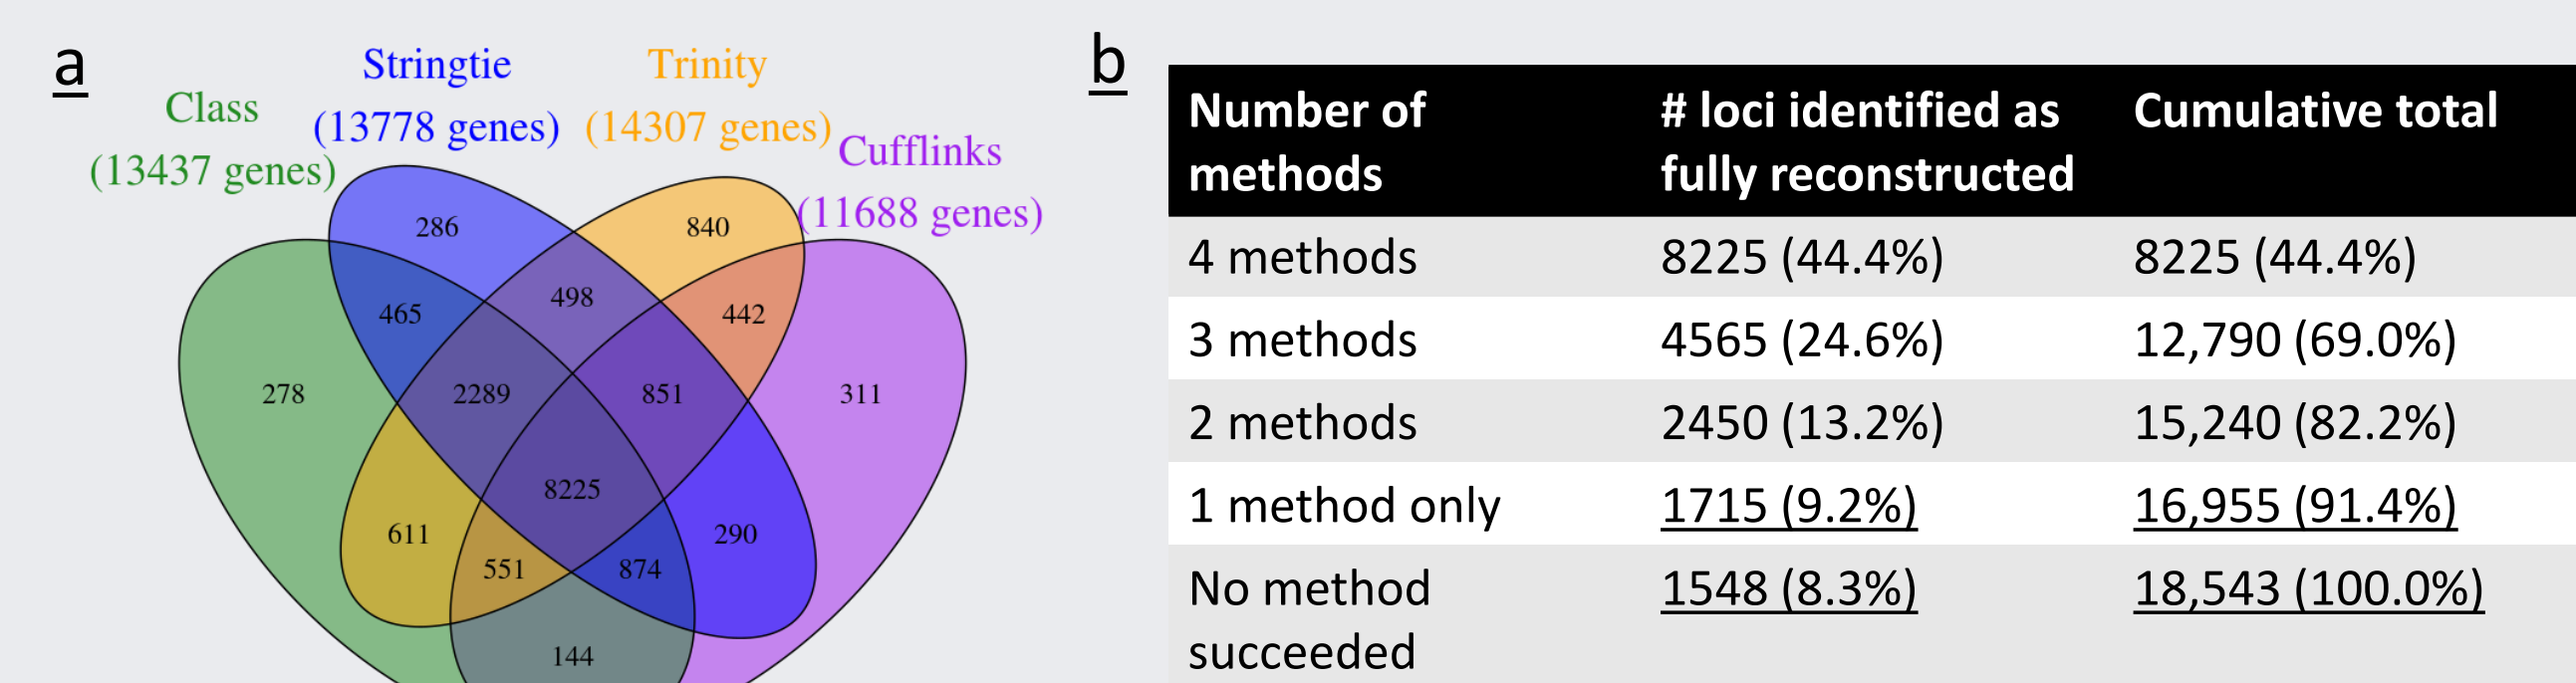 a
Class
(13437 genes)
Stringtie
(13778 genes)
Trinity
(14307 genes)
Cufflinks
(11688 genes)
286
840
465
498
442
278
2289
851
311
8225
611
551
874
290
144
b
Number of methods # loci identified as fully reconstructed Cumulative total
4 methods 8225 (44.4%) 8225 (44.4%)
3 methods 4565 (24.6%) 12,790 (69.0%)
2 methods 2450 (13.2%) 15,240 (82.2%)
1 method only 1715 (9.2%) 16,955 (91.4%)
No method succeeded 1548 (8.3%) 18,543 (100.0%)